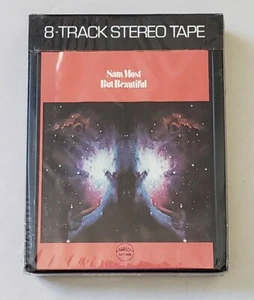 8-TRACK STEREO TAPE
Sam Most
But Beautiful